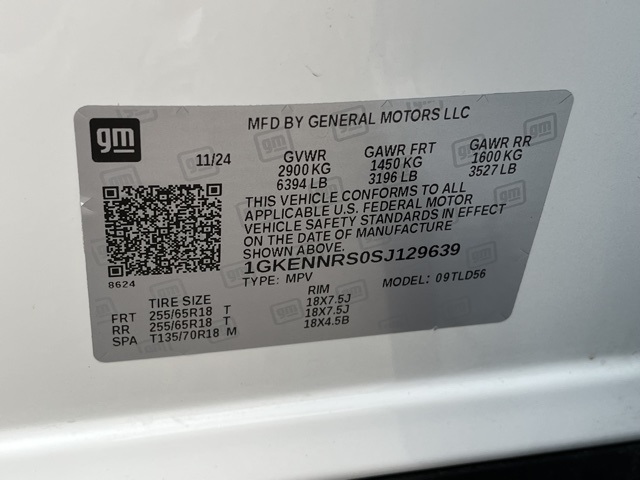 gm
MFD BY GENERAL MOTORS LLC
11/24 GVWR GAWR FRT GAWR RR
2900 KG 1450 KG 1600 KG
6394 LB 3196 LB 3527 LB
THIS VEHICLE CONFORMS TO ALL
APPLICABLE U.S. FEDERAL MOTOR
VEHICLE SAFETY STANDARDS IN EFFECT
ON THE DATE OF MANUFACTURE
SHOWN ABOVE.
8624
1GKENNRS0SJ129639
TYPE: MPV MODEL: 09TLD56
TIRE SIZE RIM
FRT 255/65R18 T 18X7.5J
RR 255/65R18 T 18X7.5J
SPA T135/70R18 M 18X4.5B